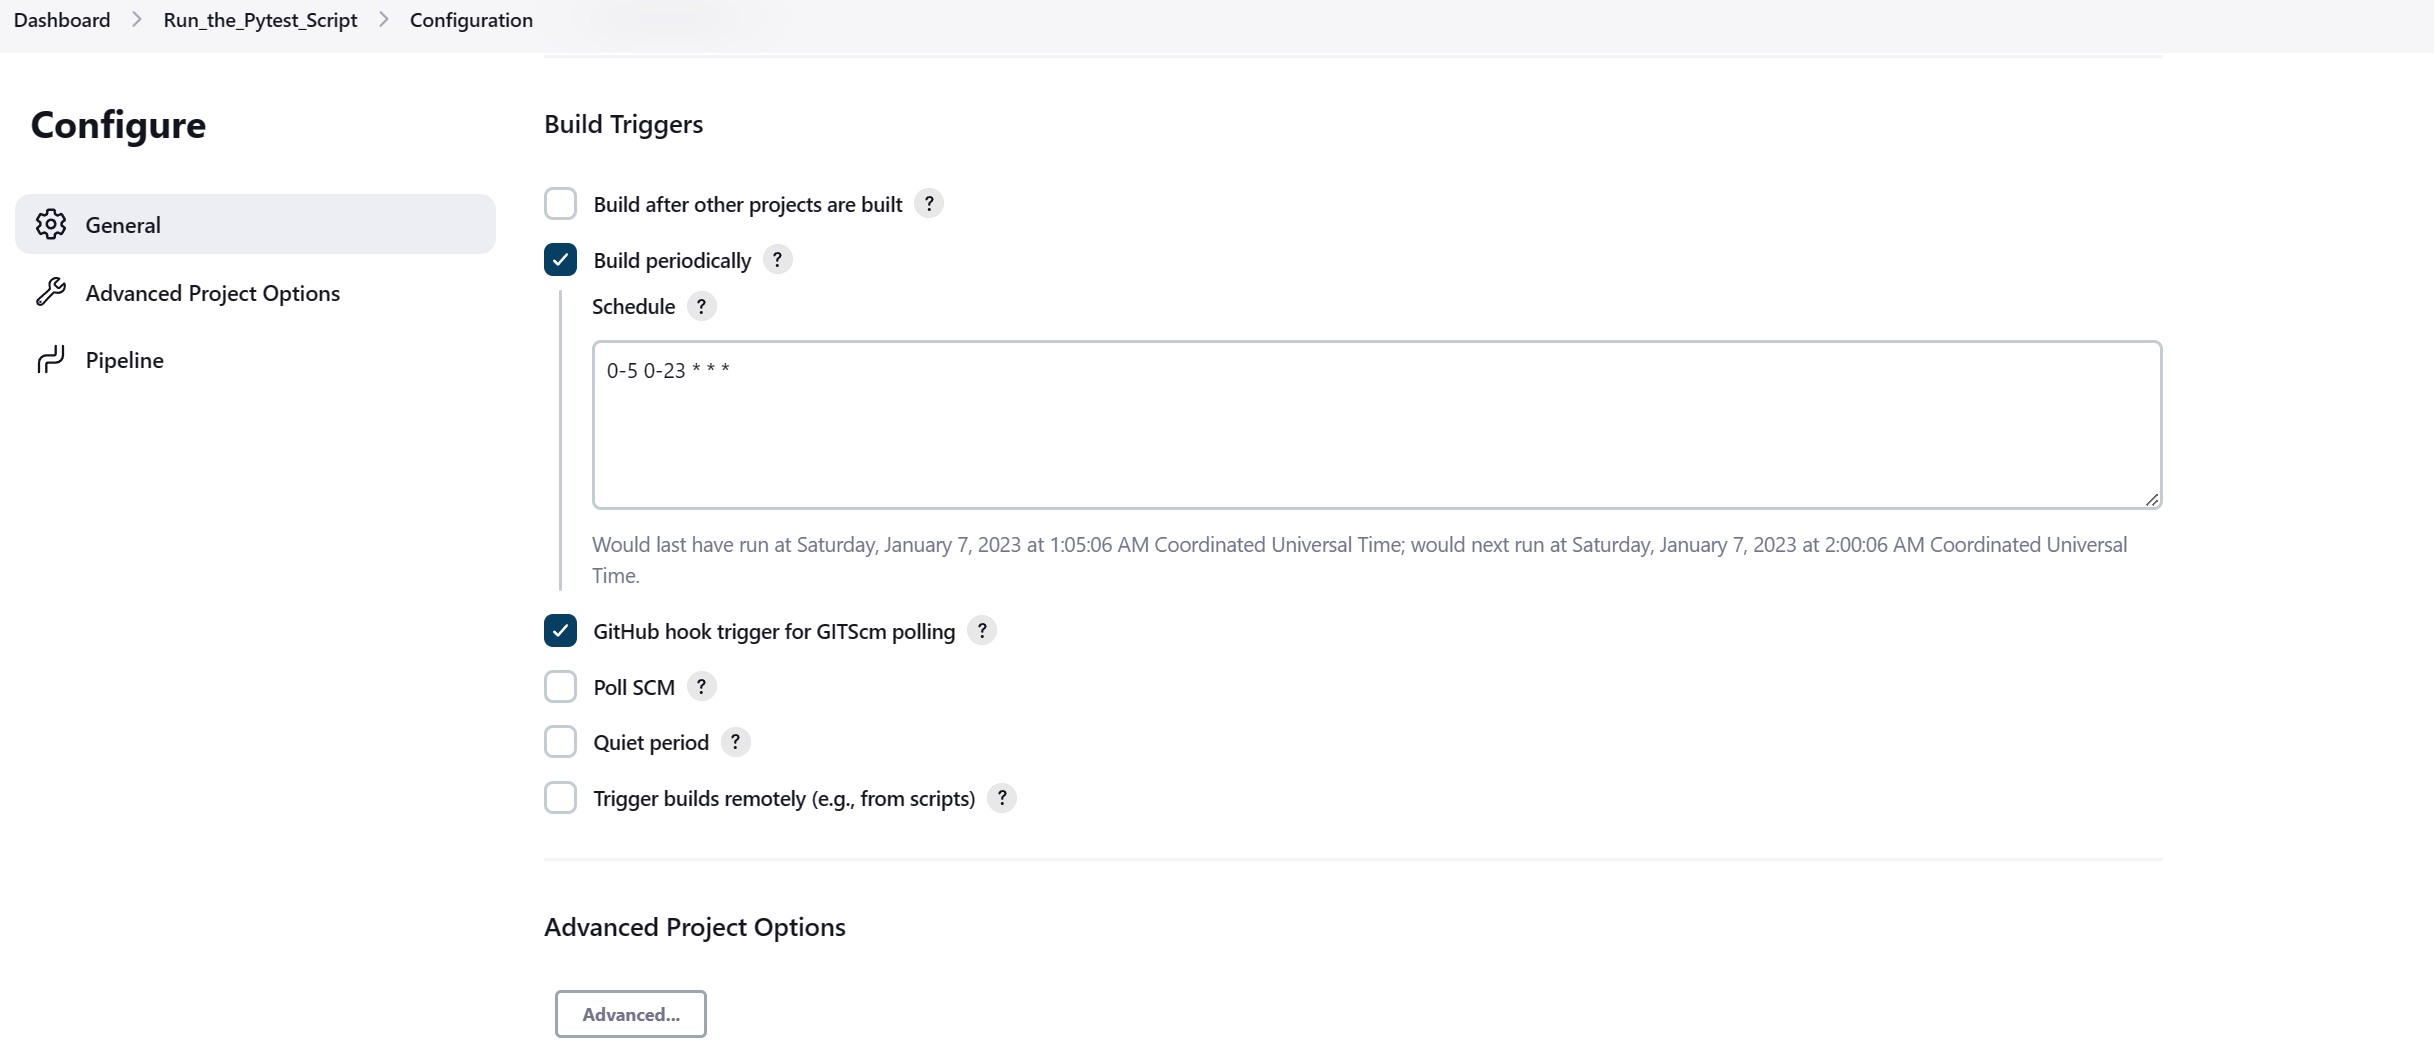 Dashboard > Run_the_Pytest_Script > Configuration
Configure
General
Advanced Project Options
Pipeline
Build Triggers
Build after other projects are built ?
Build periodically ?
Schedule ?
0-5 0-23 * * *
Would last have run at Saturday, January 7, 2023 at 1:05:06 AM Coordinated Universal Time; would next run at Saturday, January 7, 2023 at 2:00:06 AM Coordinated Universal
Time.
GitHub hook trigger for GITScm polling ?
Poll SCM ?
Quiet period ?
Trigger builds remotely (e.g., from scripts) ?
Advanced Project Options
Advanced...